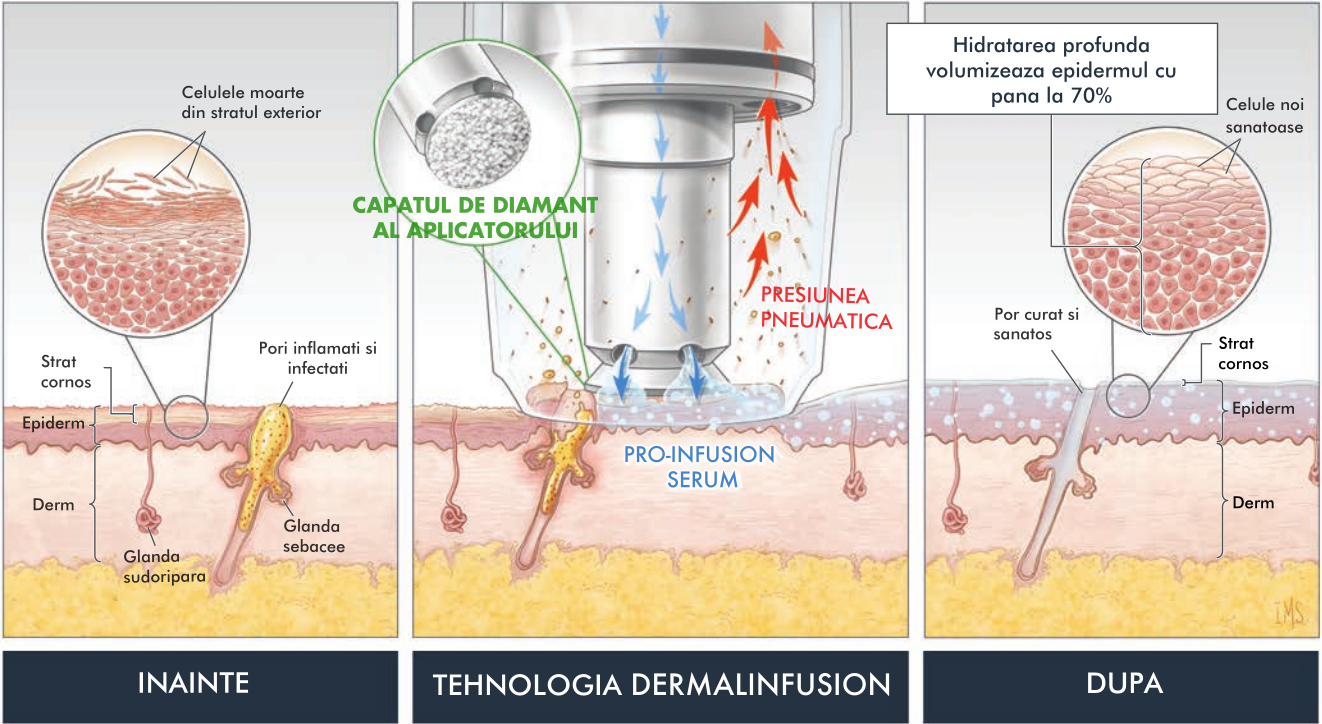 Celulele moarte
din stratul exterior
Strat
cornos
Pori inflamati si
infectati
Epiderm
Derm
Glanda
sebacee
Glanda
sudoripara
INAINTE
CAPATUL DE DIAMANT
AL APLICATORULUI
PRESIUNEA
PNEUMATICA
PRO-INFUSION
SERUM
TEHNOLOGIA DERMALINFUSION
Hidratarea profunda
volumizeaza epidermul cu
pana la 70%
Celule noi
sanatoase
Por curat si
sanatos
Strat
cornos
Epiderm
Derm
IMS
DUPA